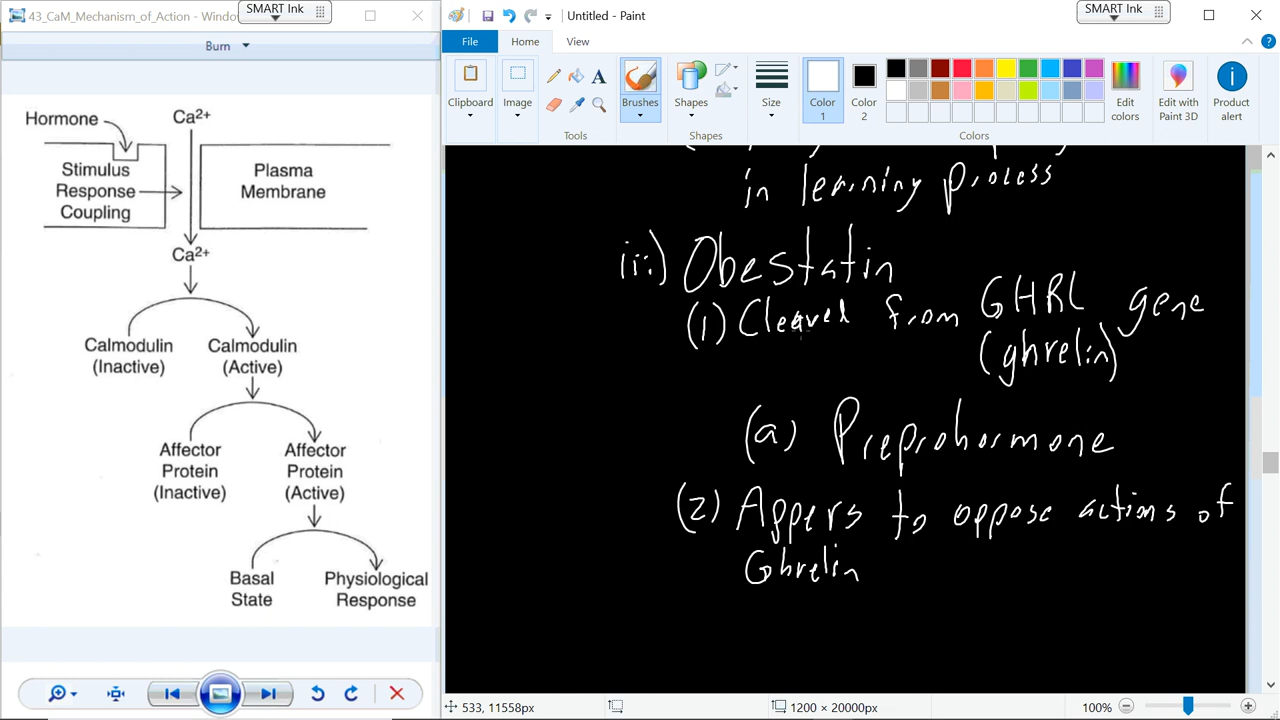 43_CaM_Mechanism_of_Action - Windo
SMART Ink
Burn
Hormone
Ca2+
Stimulus
Response
Coupling
Plasma
Membrane
Ca2+
Calmodulin
(Inactive)
Calmodulin
(Active)
Affector
Protein
(Inactive)
Affector
Protein
(Active)
Basal
State
Physiological
Response
Untitled - Paint
SMART Ink
File
Home
View
Clipboard
Image
Tools
Brushes
Shapes
Shapes
Size
Color
1
Color
2
Colors
Edit
colors
Edit with
Paint 3D
Product
alert
in learning process
iii) Obestatin
(1) Cleaved from GHRL gene
(ghrelin)
(a) Preprohormone
(2) Appers to oppose actions of
Ghrelin
533, 11558px
1200 × 20000px
100%